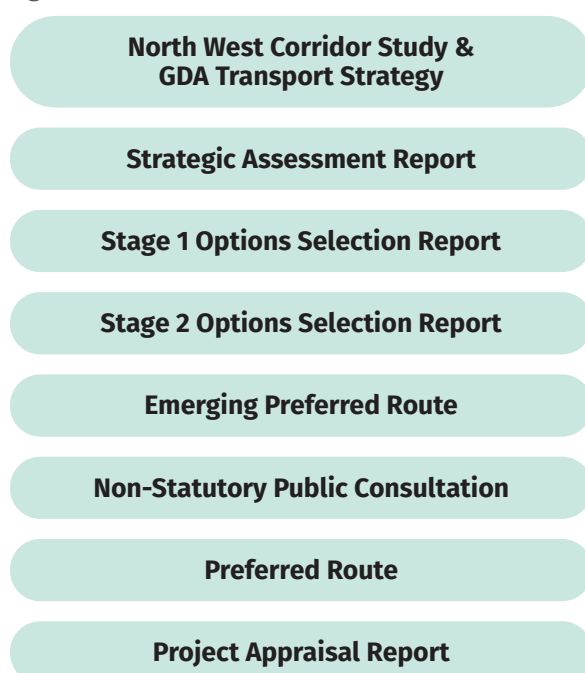 North West Corridor Study &
GDA Transport Strategy
Strategic Assessment Report
Stage 1 Options Selection Report
Stage 2 Options Selection Report
Emerging Preferred Route
Non-Statutory Public Consultation
Preferred Route
Project Appraisal Report